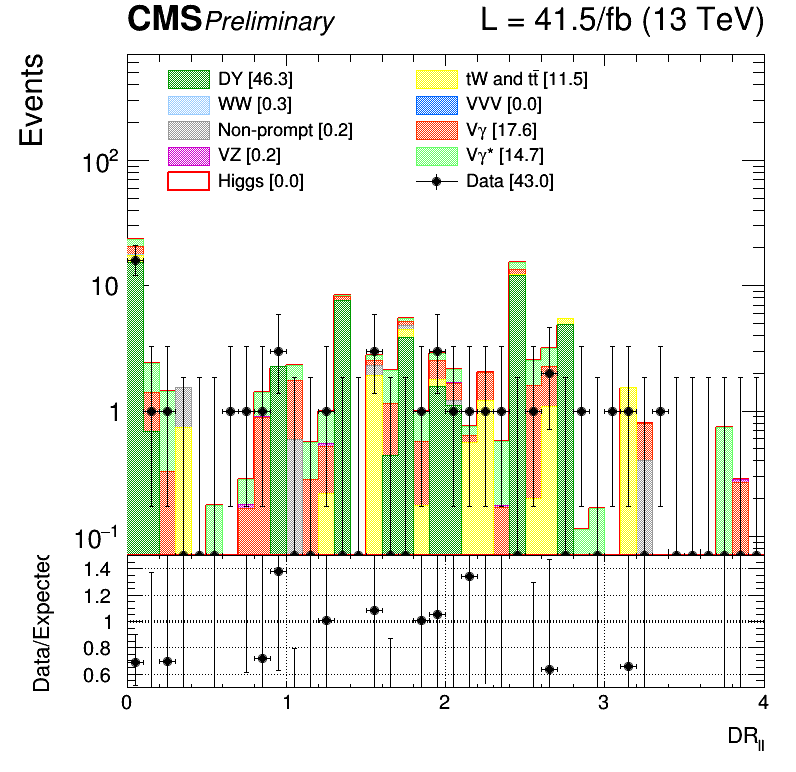 CMS Preliminary L = 41.5/fb (13 TeV)
Events
DY [46.3]
tW and tt̄ [11.5]
WW [0.3]
VVV [0.0]
Non-prompt [0.2]
Vγ [17.6]
VZ [0.2]
Vγ* [14.7]
Higgs [0.0]
Data [43.0]
10²
10
1
10⁻¹
Data/Expected
1.4
1.2
1
0.8
0.6
0 1 2 3 4
DR_ll